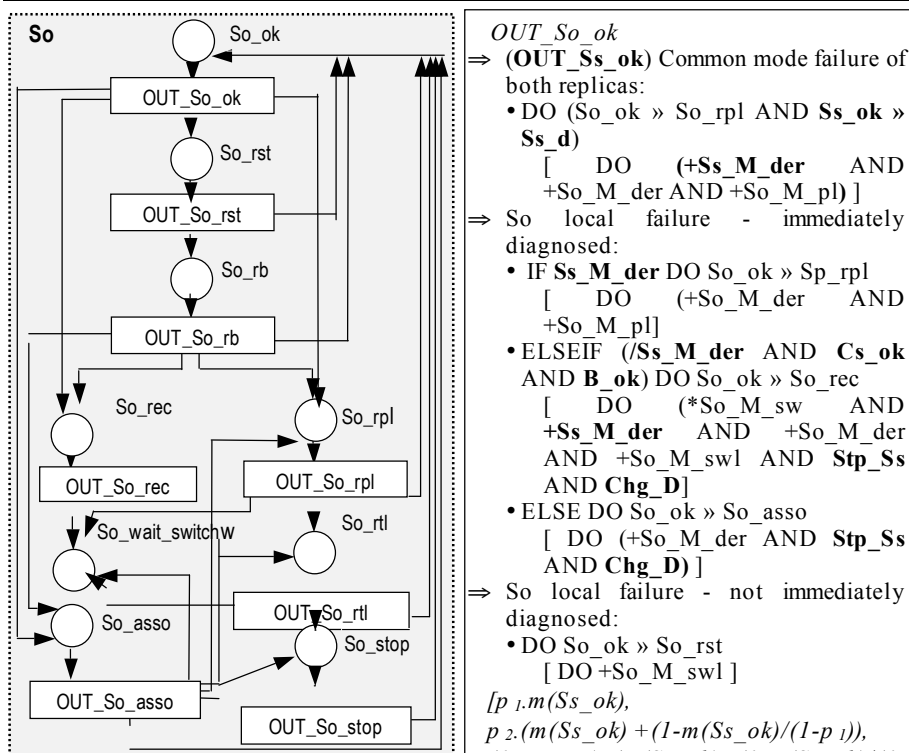 So
So_ok
OUT_So_ok
So_rst
OUT_So_rst
So_rb
OUT_So_rb
So_rec
So_rpl
OUT_So_rec
OUT_So_rpl
So_rtl
So_wait_switchw
So_asso
OUT_So_rtl
So_stop
OUT_So_asso
OUT_So_stop
OUT_So_ok
⇒ (OUT_Ss_ok) Common mode failure of
both replicas:
• DO (So_ok » So_rpl AND Ss_ok »
Ss_d)
[ DO (+Ss_M_der AND
+So_M_der AND +So_M_pl) ]
⇒ So local failure - immediately
diagnosed:
• IF Ss_M_der DO So_ok » Sp_rpl
[ DO (+So_M_der AND
+So_M_pl]
• ELSEIF (/Ss_M_der AND Cs_ok
AND B_ok) DO So_ok » So_rec
[ DO (*So_M_sw AND
+Ss_M_der AND +So_M_der
AND +So_M_swl AND Stp_Ss
AND Chg_D]
• ELSE DO So_ok » So_asso
[ DO (+So_M_der AND Stp_Ss
AND Chg_D) ]
⇒ So local failure - not immediately
diagnosed:
• DO So_ok » So_rst
[ DO +So_M_swl ]
[p 1.m(Ss_ok),
p 2.(m(Ss_ok) +(1-m(Ss_ok)/(1-p 1)),